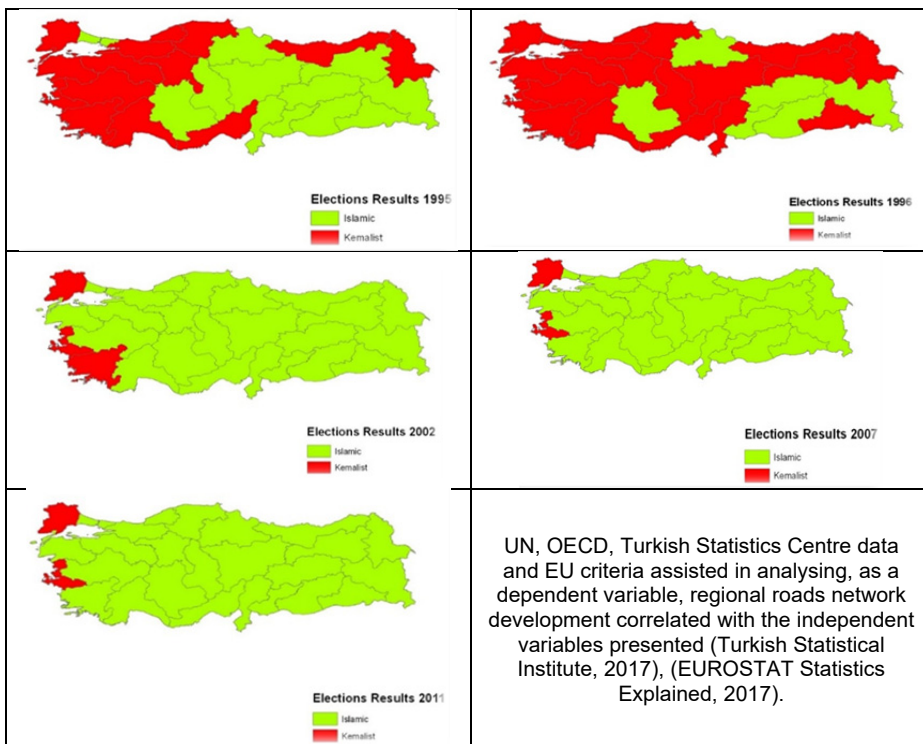 Elections Results 1995
Islamic
Kemalist
Elections Results 1996
Islamic
Kemalist
Elections Results 2002
Islamic
Kemalist
Elections Results 2007
Islamic
Kemalist
Elections Results 2011
Islamic
Kemalist
UN, OECD, Turkish Statistics Centre data
and EU criteria assisted in analysing, as a
dependent variable, regional roads network
development correlated with the independent
variables presented (Turkish Statistical
Institute, 2017), (EUROSTAT Statistics
Explained, 2017).